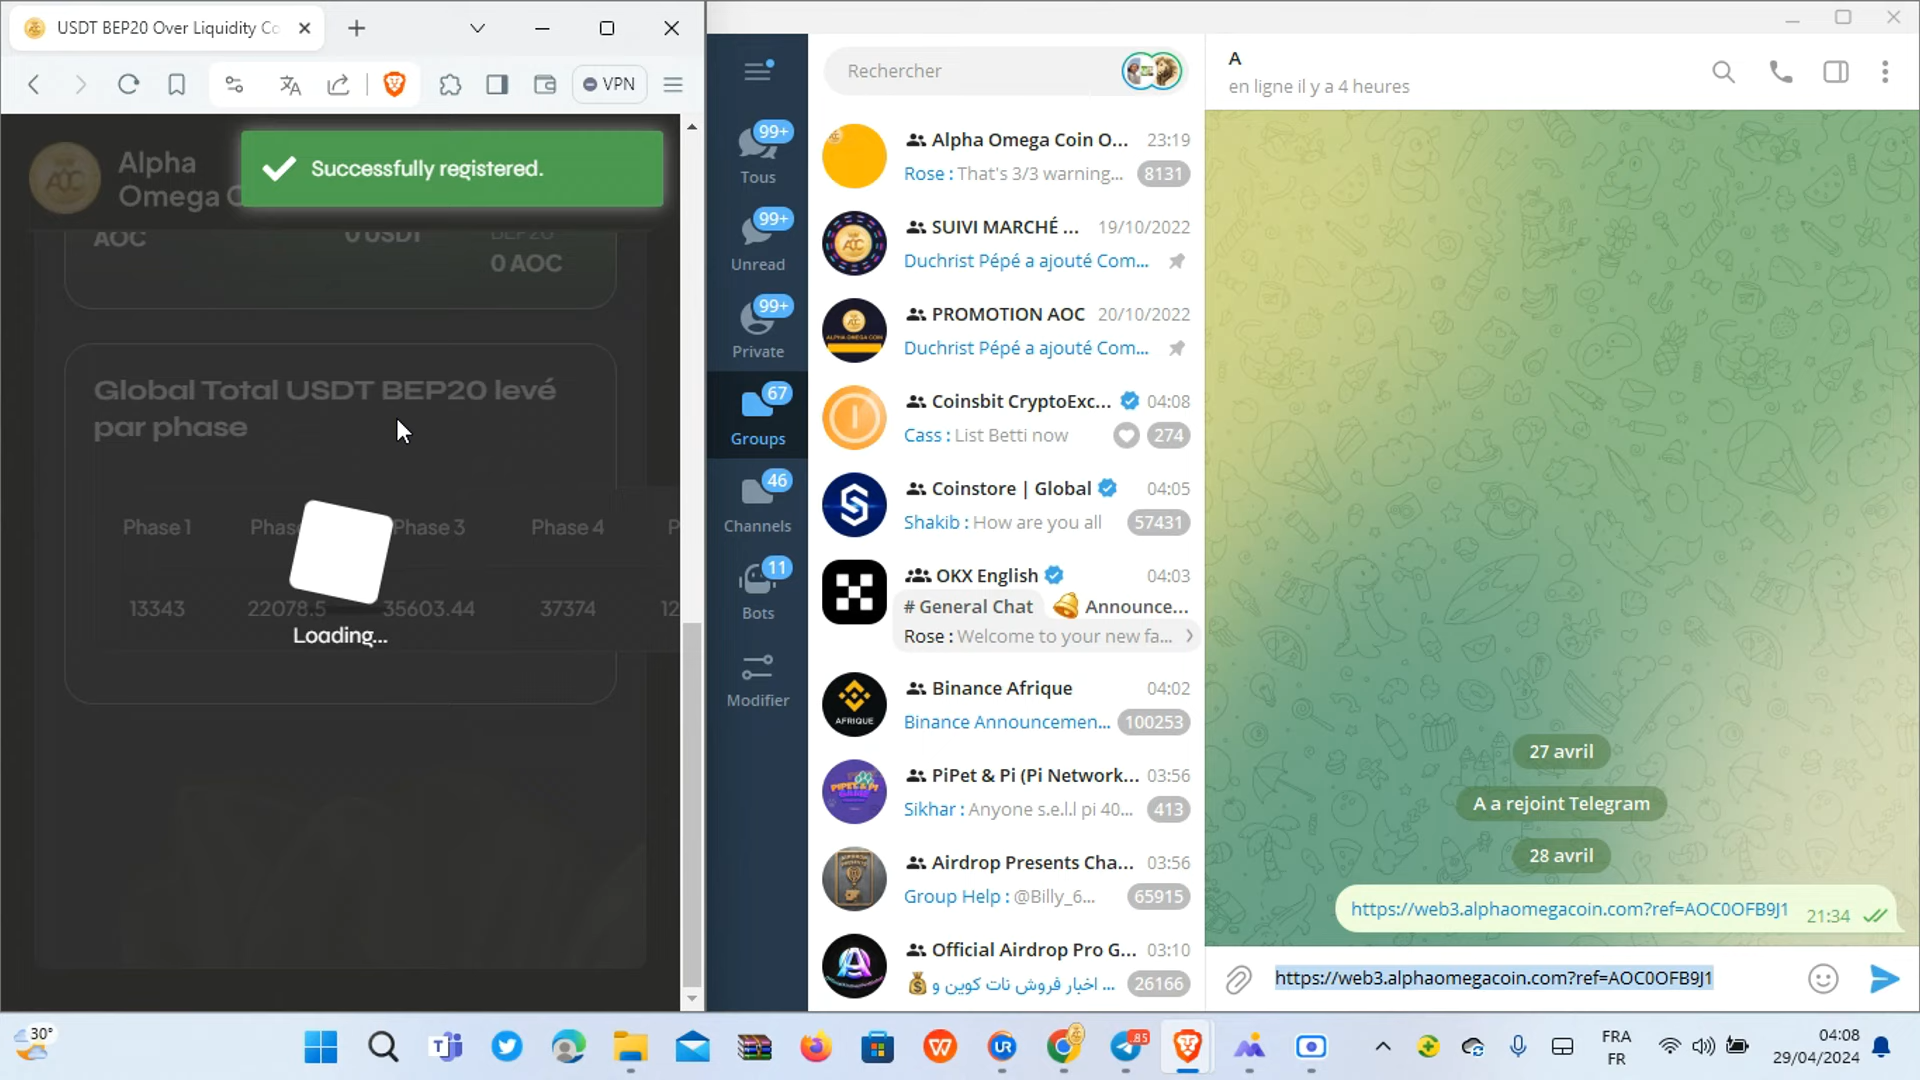 USDT BEP20 Over Liquidity Co
VPN
Alpha
Omega C
Successfully registered.
AOC
0 USDT
BEP20
0 AOC
Global Total USDT BEP20 levé
par phase
Phase 1
Phase
Phase 3
Phase 4
P
13343
22078.5
35603.44
37374
12
Loading...
99+
Tous
99+
Unread
99+
Private
67
Groups
46
Channels
11
Bots
Modifier
Rechercher
Alpha Omega Coin O... 23:19
Rose : That's 3/3 warning... 8131
SUIVI MARCHÉ ... 19/10/2022
Duchrist Pépé a ajouté Com...
PROMOTION AOC 20/10/2022
Duchrist Pépé a ajouté Com...
Coinsbit CryptoExc... 04:08
Cass : List Betti now 274
Coinstore | Global 04:05
Shakib : How are you all 57431
OKX English 04:03
# General Chat Announce...
Rose : Welcome to your new fa...
AFRIQUE
Binance Afrique 04:02
Binance Announcemen... 100253
PiPet & Pi (Pi Network... 03:56
Sikhar : Anyone s.e.l.l pi 40... 413
Airdrop Presents Cha... 03:56
Group Help : @Billy_6... 65915
Official Airdrop Pro G... 03:10
اخبار فروش نات کوین و ... 26166
A
en ligne il y a 4 heures
27 avril
A a rejoint Telegram
28 avril
https://web3.alphaomegacoin.com?ref=AOC0OFB9J1 21:34
https://web3.alphaomegacoin.com?ref=AOC0OFB9J1
30°
85
FRA
FR
04:08
29/04/2024